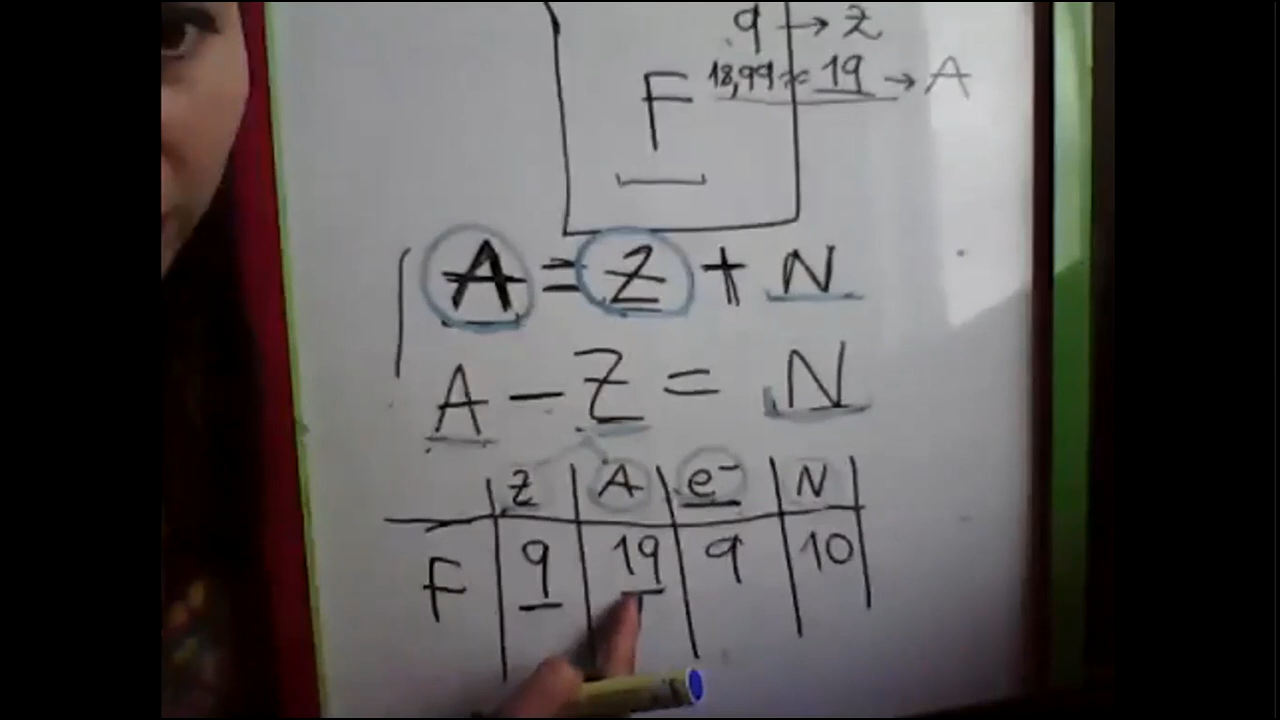 9 → Z
F 18,99 ≈ 19 → A
A = Z + N
A - Z = N
Z A e⁻ N
F 9 19 9 10